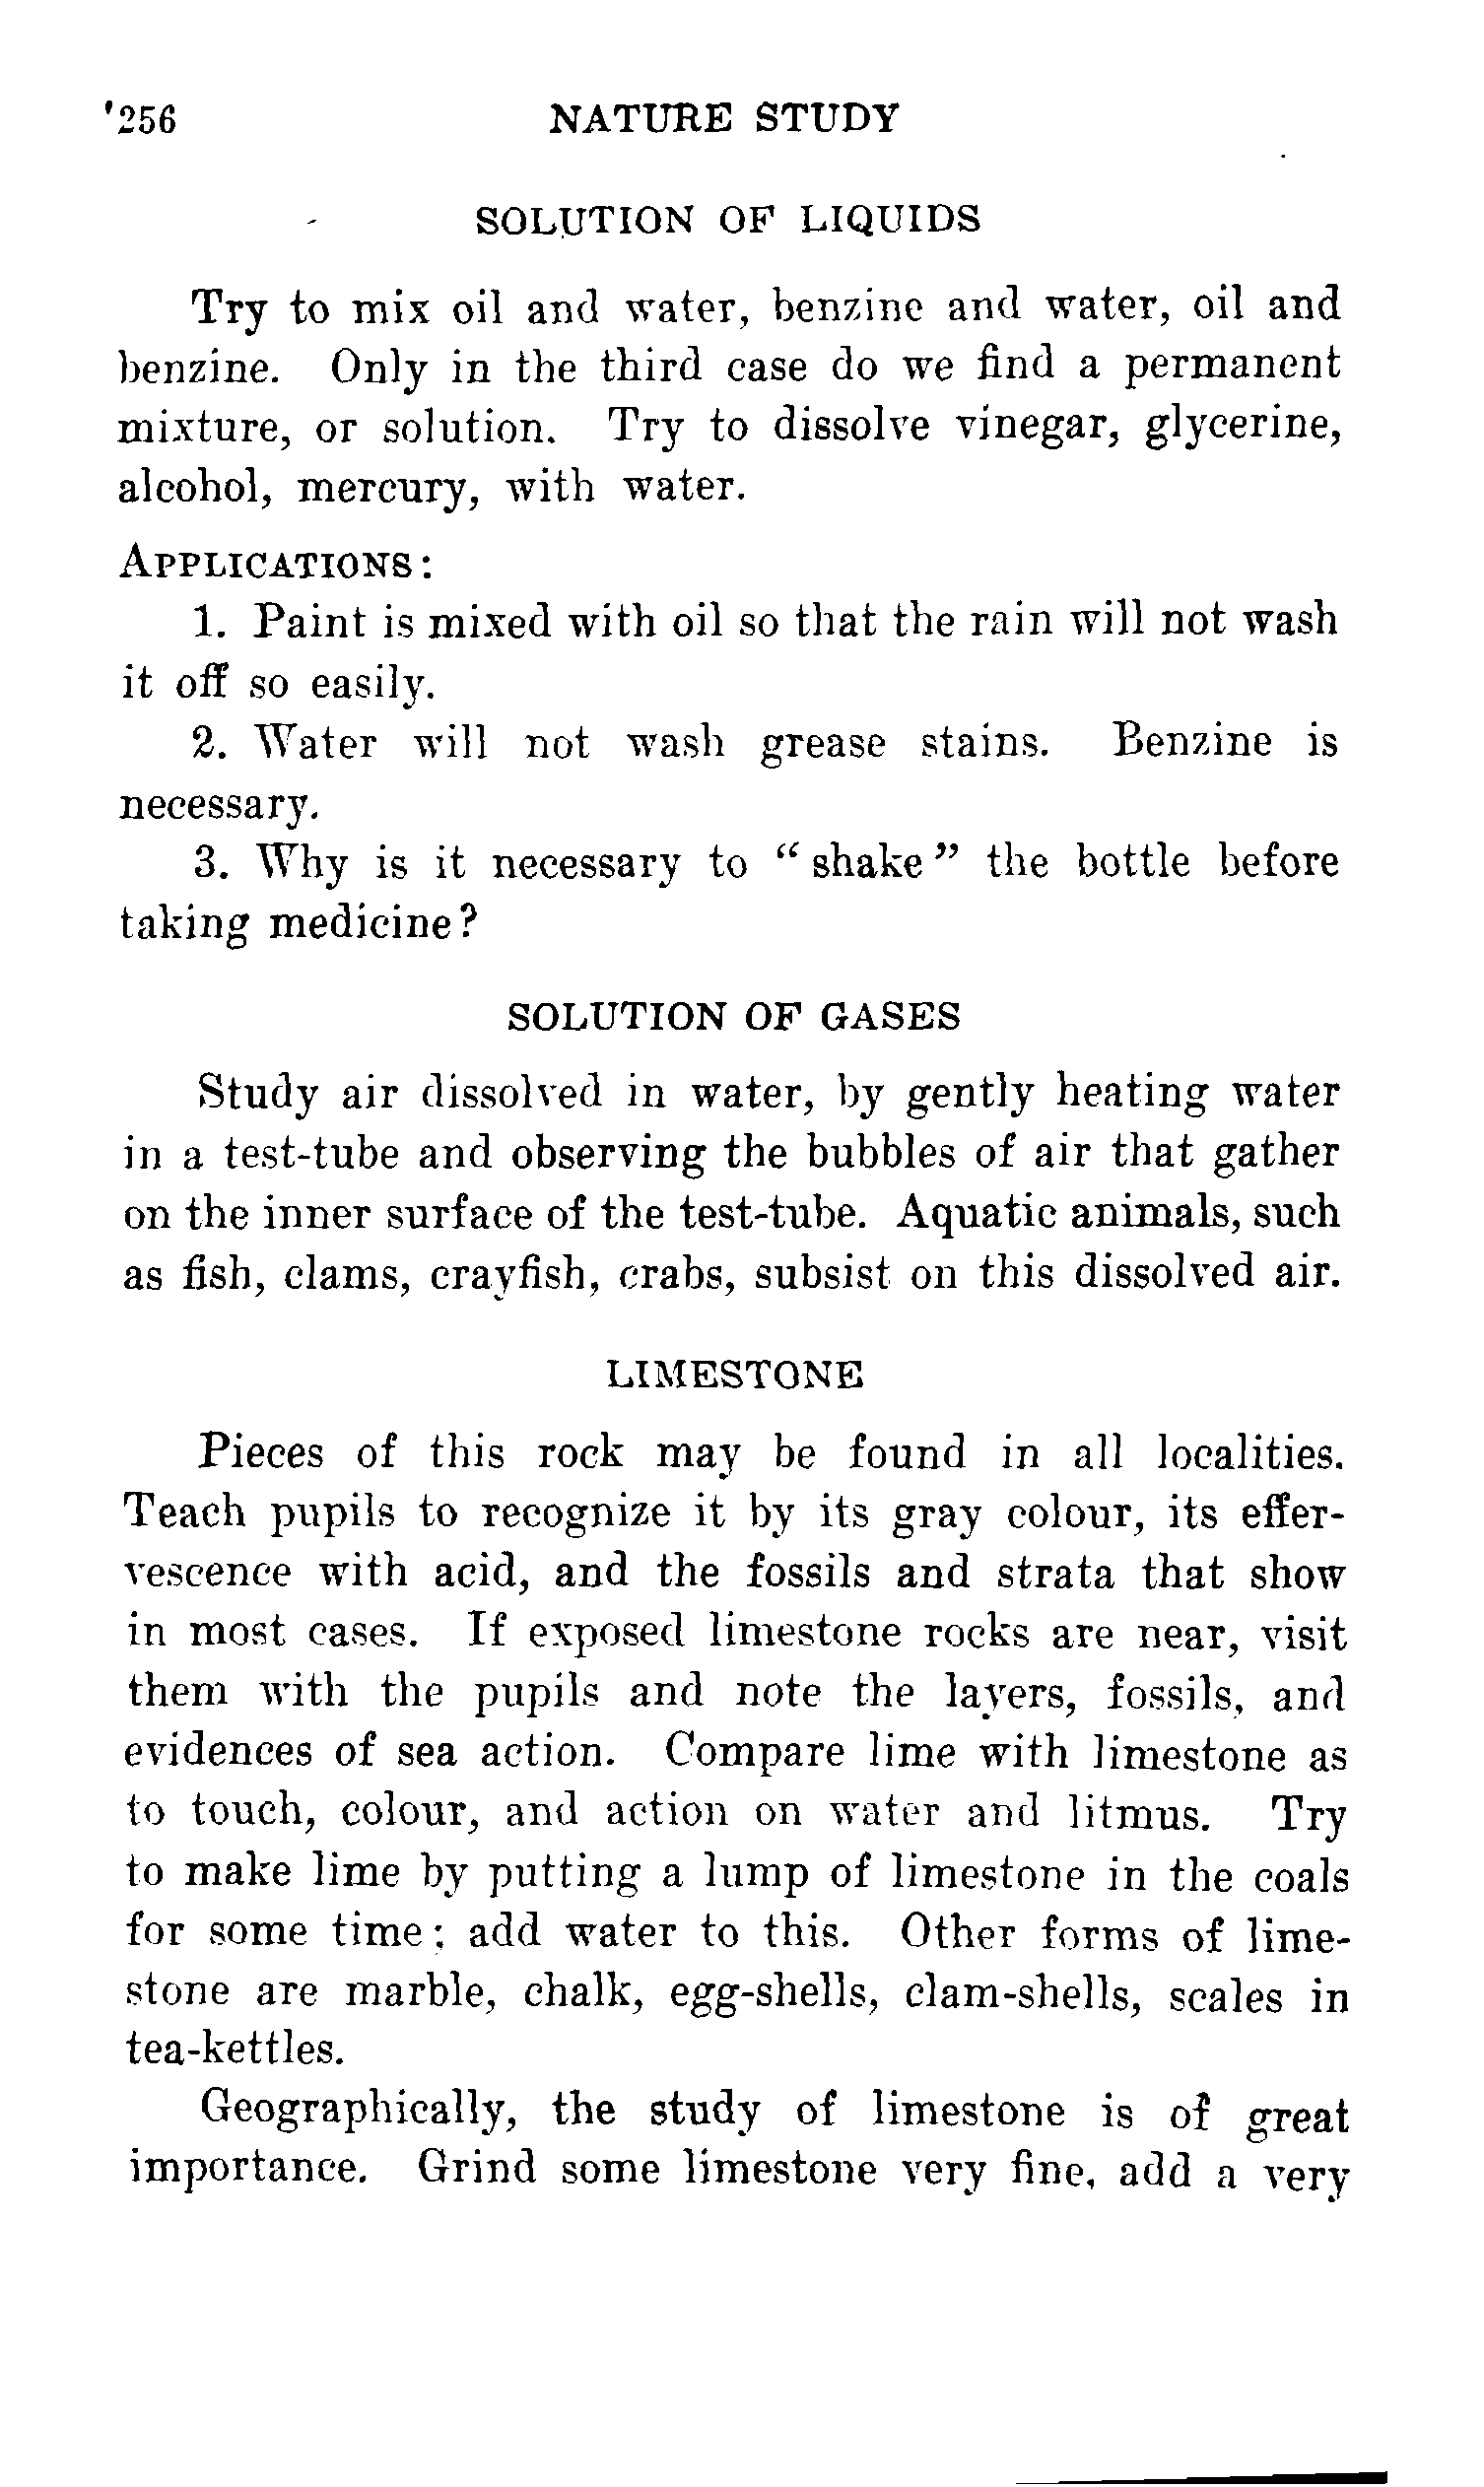 '256 NATURE STUDY
SOLUTION OF LIQUIDS
Try to mix oil and water, benzine and water, oil and
benzine. Only in the third case do we find a permanent
mixture, or solution. Try to dissolve vinegar, glycerine,
alcohol, mercury, with water.
APPLICATIONS:
1. Paint is mixed with oil so that the rain will not wash
it off so easily.
2. Water will not wash grease stains. Benzine is
necessary.
3. Why is it necessary to "shake" the bottle before
taking medicine?
SOLUTION OF GASES
Study air dissolved in water, by gently heating water
in a test-tube and observing the bubbles of air that gather
on the inner surface of the test-tube. Aquatic animals, such
as fish, clams, crayfish, crabs, subsist on this dissolved air.
LIMESTONE
Pieces of this rock may be found in all localities.
Teach pupils to recognize it by its gray colour, its effer-
vescence with acid, and the fossils and strata that show
in most cases. If exposed limestone rocks are near, visit
them with the pupils and note the layers, fossils, and
evidences of sea action. Compare lime with limestone as
to touch, colour, and action on water and litmus. Try
to make lime by putting a lump of limestone in the coals
for some time; add water to this. Other forms of lime-
stone are marble, chalk, egg-shells, clam-shells, scales in
tea-kettles.
Geographically, the study of limestone is of great
importance. Grind some limestone very fine, add a very